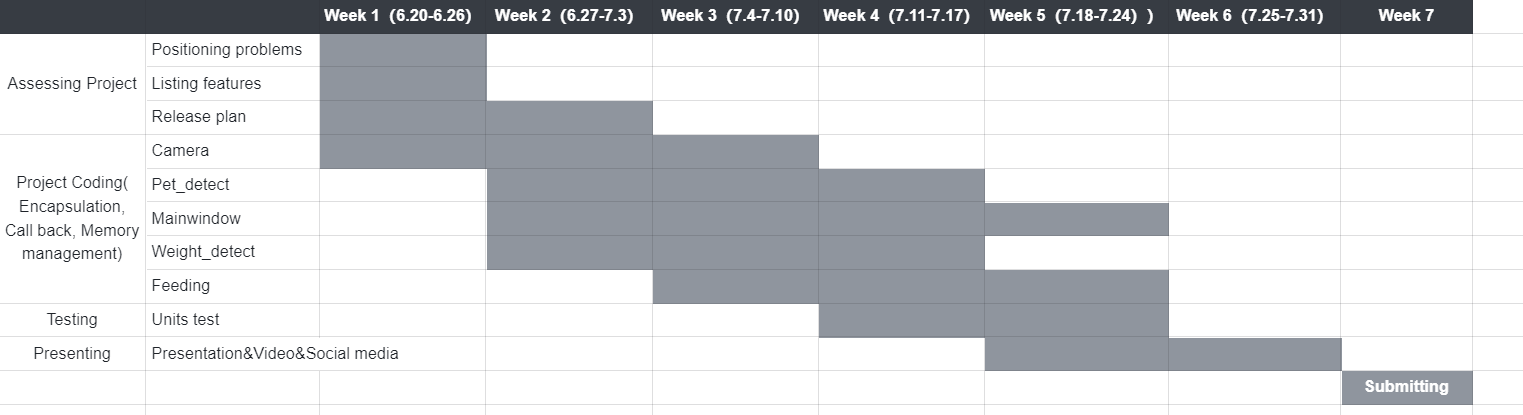 Week 1  (6.20-6.26)
Week 2  (6.27-7.3)
Week 3  (7.4-7.10)
Week 4  (7.11-7.17)
Week 5  (7.18-7.24)  )
Week 6  (7.25-7.31)
Week 7
Assessing Project
Positioning problems
Listing features
Release plan
Project Coding(
Encapsulation,
Call back, Memory
management)
Camera
Pet_detect
Mainwindow
Weight_detect
Feeding
Testing
Units test
Presenting
Presentation&Video&Social media
Submitting